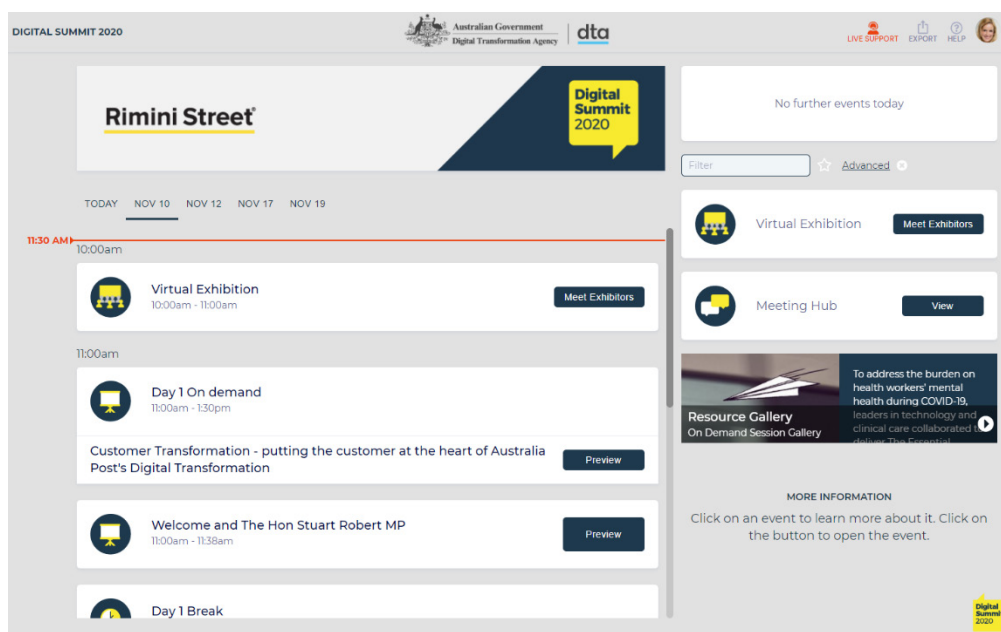 DIGITAL SUMMIT 2020
Australian Government
Digital Transformation Agency
dta
LIVE SUPPORT
EXPORT
HELP
Rimini Street®
Digital
Summit
2020
No further events today
Filter
Advanced
TODAY NOV 10 NOV 12 NOV 17 NOV 19
11:30 AM
10:00am
Virtual Exhibition
10:00am - 11:00am
Meet Exhibitors
11:00am
Day 1 On demand
11:00am - 1:30pm
Customer Transformation - putting the customer at the heart of Australia
Post's Digital Transformation
Preview
Welcome and The Hon Stuart Robert MP
11:00am - 11:38am
Preview
Day 1 Break
Virtual Exhibition
Meet Exhibitors
Meeting Hub
View
Resource Gallery
On Demand Session Gallery
To address the burden on
health workers' mental
health during COVID-19,
leaders in technology and
clinical care collaborated to
deliver The Essential
MORE INFORMATION
Click on an event to learn more about it. Click on
the button to open the event.
Digital
Summit
2020